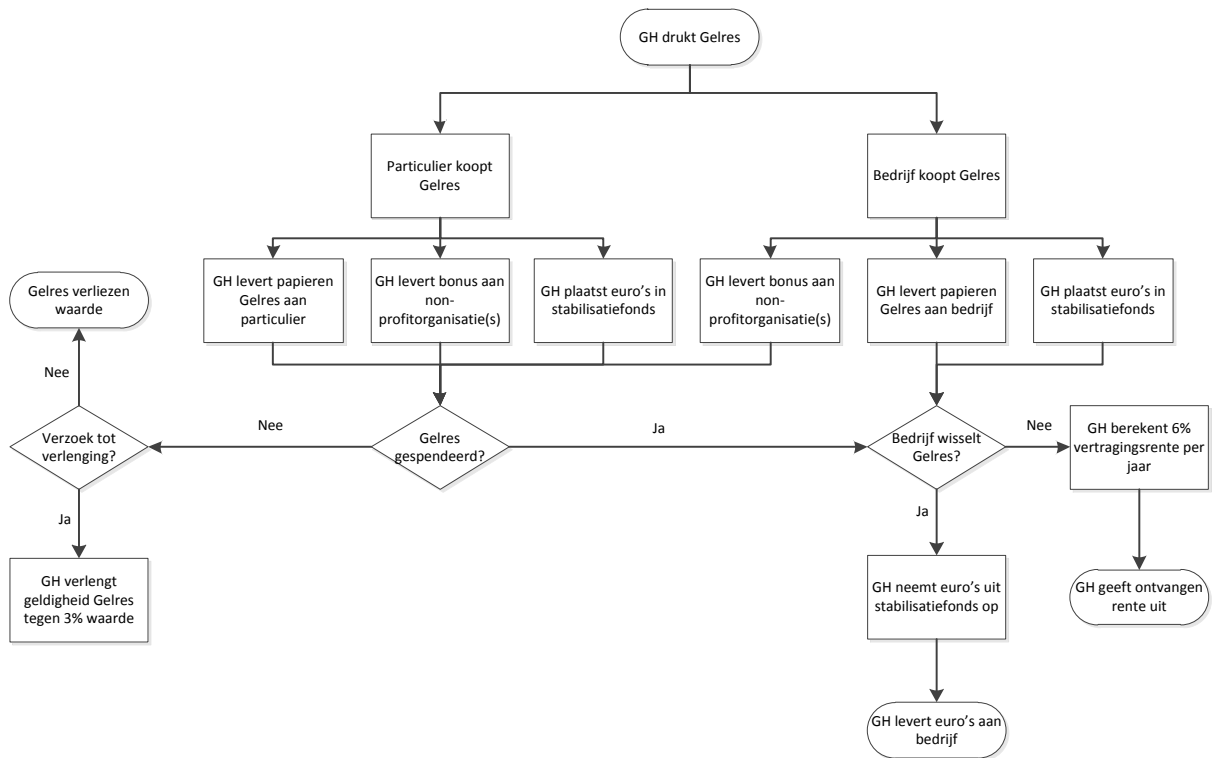 GH drukt Gelres
Particulier koopt
Gelres
Bedrijf koopt Gelres
Gelres verliezen
waarde
GH levert papieren
Gelres aan
particulier
GH levert bonus aan
non-
profitorganisatie(s)
GH plaatst euro's in
stabilisatiefonds
GH levert bonus aan
non-
profitorganisatie(s)
GH levert papieren
Gelres aan bedrijf
GH plaatst euro's in
stabilisatiefonds
Nee
Verzoek tot
verlenging?
Nee
Gelres
gespendeerd?
Ja
Bedrijf wisselt
Gelres?
Nee
GH berekent 6%
vertragingsrente per
jaar
Ja
Ja
GH verlengt
geldigheid Gelres
tegen 3% waarde
GH neemt euro's uit
stabilisatiefonds op
GH geeft ontvangen
rente uit
GH levert euro's aan
bedrijf